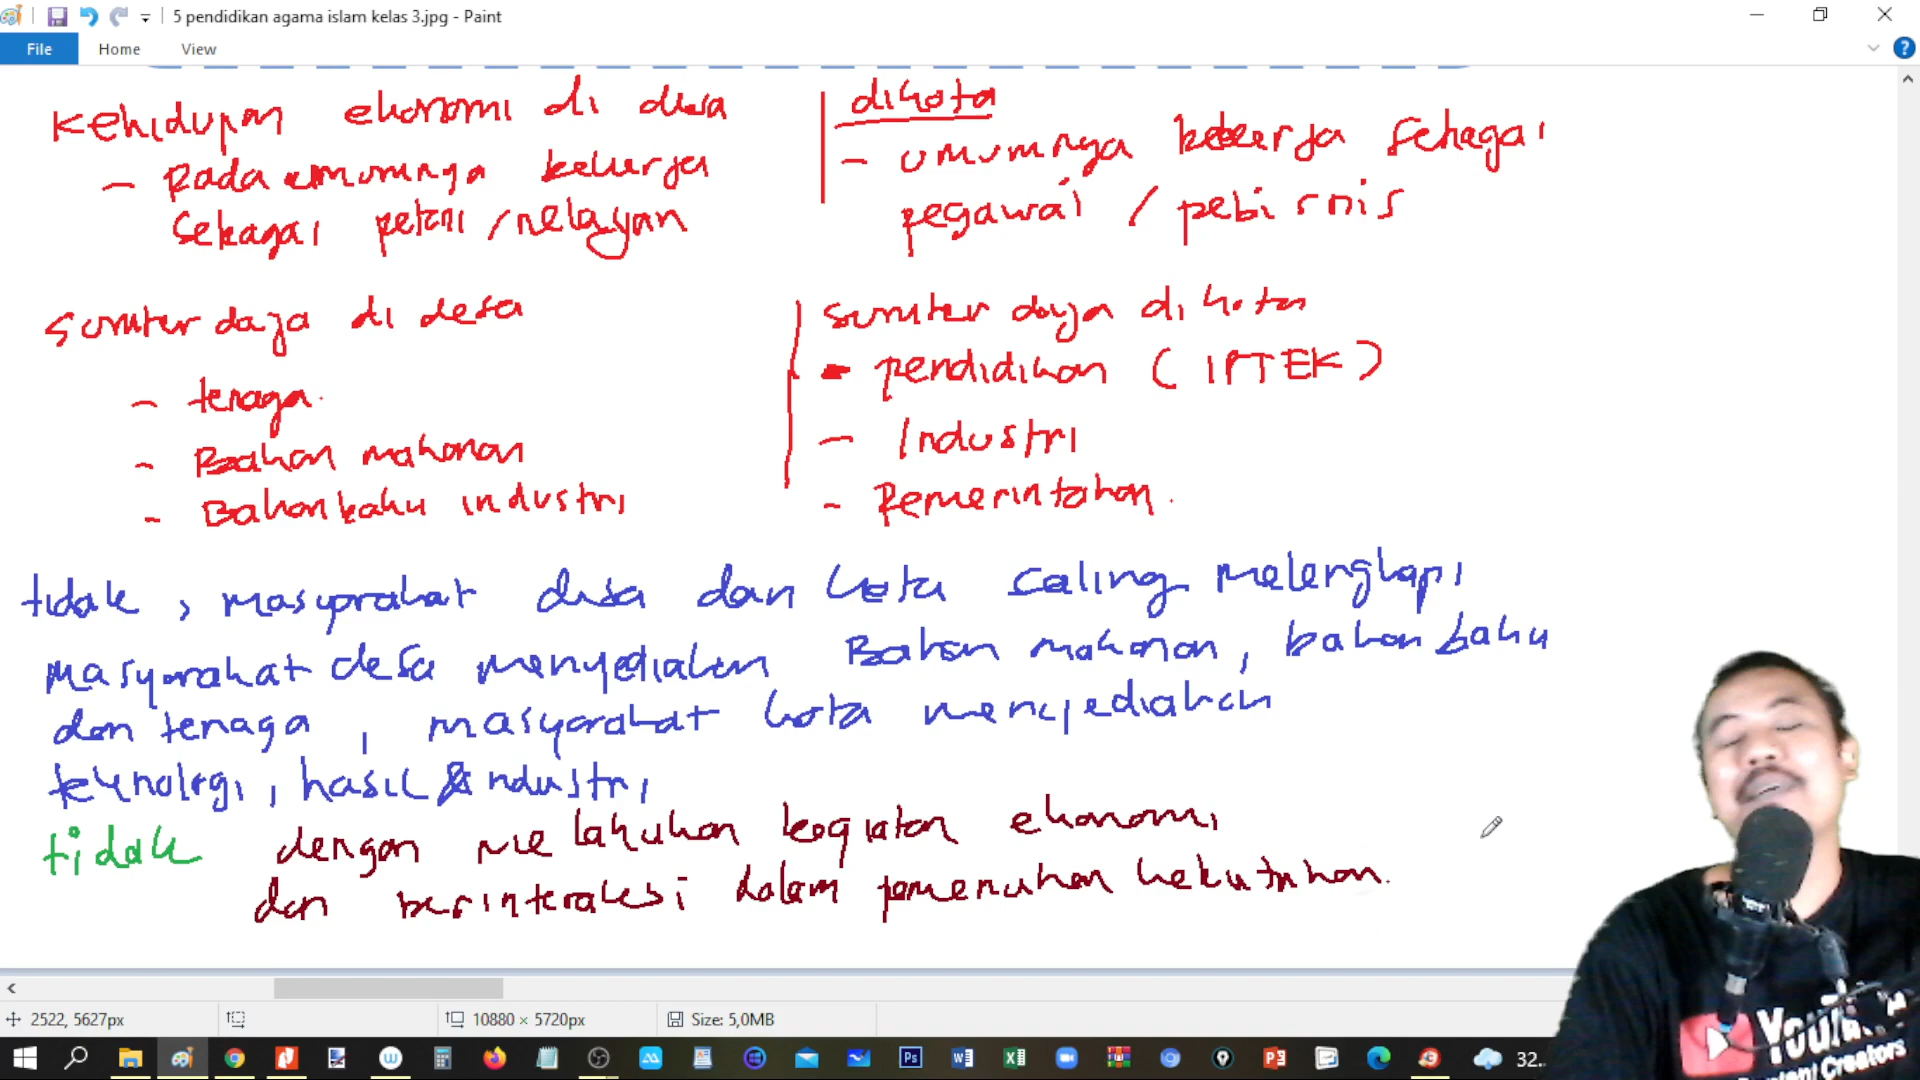 5 pendidikan agama islam kelas 3.jpg - Paint
File Home View
Kehidupan ekonomi di desa
- Pada umumnya bekerja
sebagai petani / nelayan
dikota
- umumnya bekerja sebagai
pegawai / pebisnis
Sumber daya di desa
- tenaga.
- Bahan makanan
- Bahan baku industri
Sumber daya di kota
- pendidikan (IPTEK)
- Industri
- Pemerintahan.
tidak, masyarakat desa dan kota saling melengkapi
masyarakat desa menyediakan Bahan makanan, bahan baku
dan tenaga, masyarakat kota menyediakan
teknologi, hasil industri
tidak
dengan melakukan kegiatan ekonomi
dan berinteraksi dalam pemenuhan kebutuhan.
2522, 5627px
10880 × 5720px
Size: 5,0MB
32..
YouTube
Content Creators